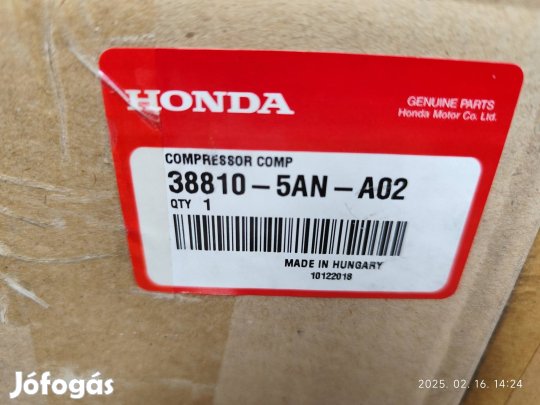 HONDA
GENUINE PARTS
Honda Motor Co. Ltd.
COMPRESSOR COMP
38810-5AN-A02
QTY 1
MADE IN HUNGARY
10122018
Jófogás
2025. 02. 16. 14:24